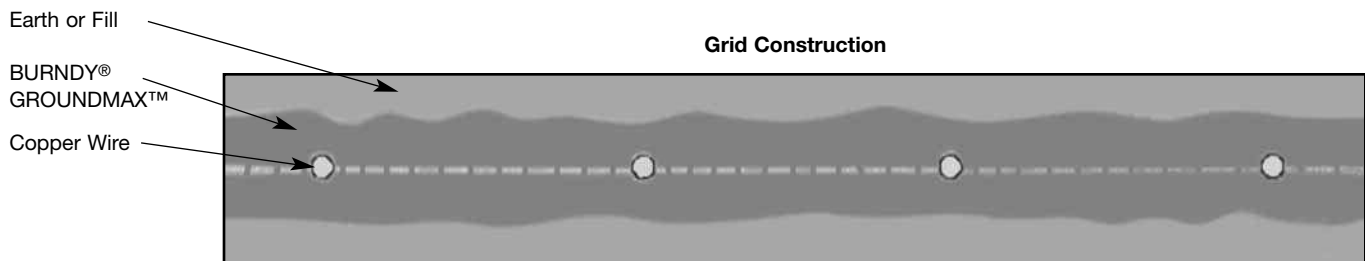 Earth or Fill
Grid Construction
BURNDY®
GROUNDMAX™
Copper Wire